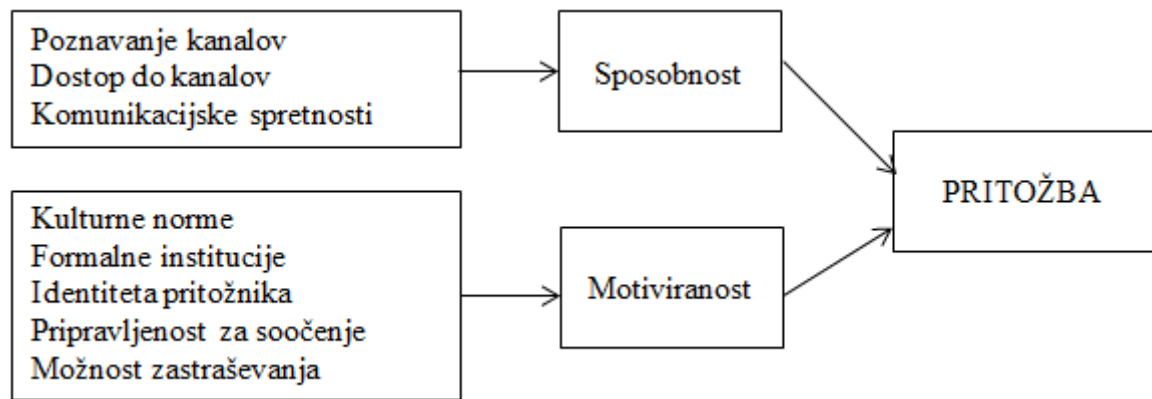 Poznavanje kanalov
Dostop do kanalov
Komunikacijske spretnosti
Sposobnost
PRITOŽBA
Kulturne norme
Formalne institucije
Identiteta pritožnika
Pripravljenost za soočenje
Možnost zastraševanja
Motiviranost